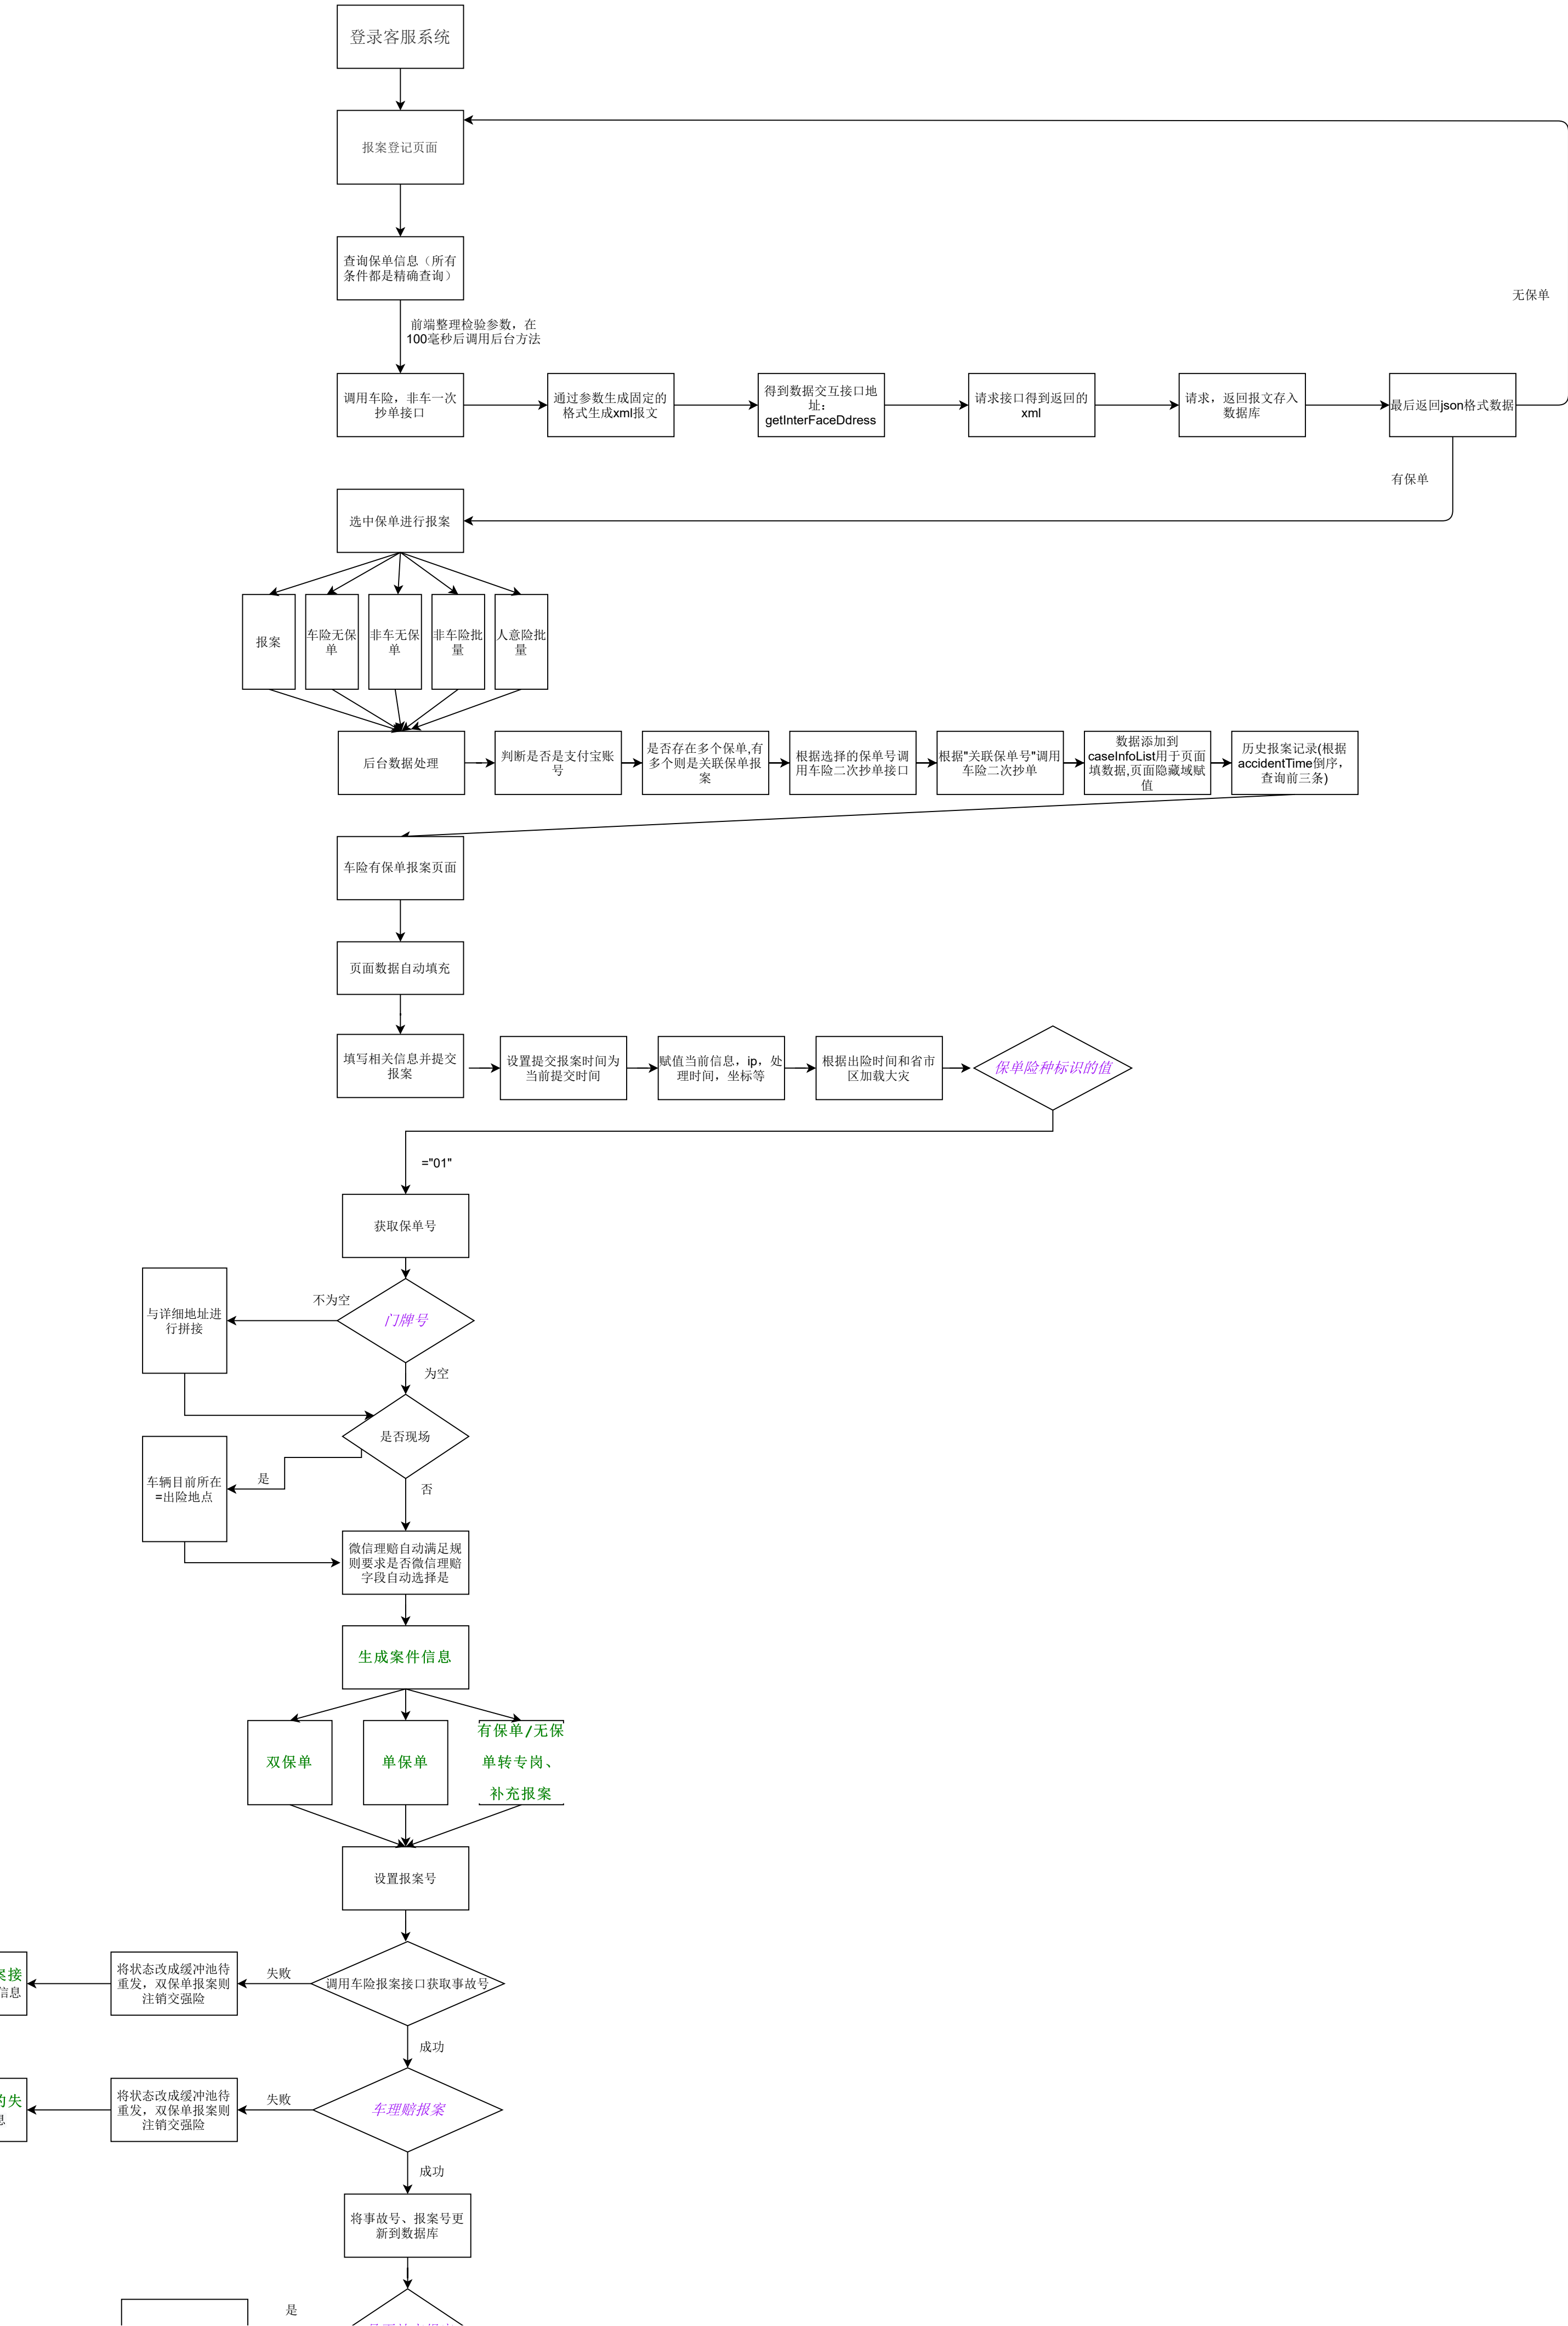 登录客服系统
报案登记页面
查询保单信息（所有
条件都是精确查询）
无保单
前端整理检验参数，在
100毫秒后调用后台方法
调用车险，非车一次
抄单接口
通过参数生成固定的
格式生成xml报文
得到数据交互接口地
址：
getInterFaceDdress
请求接口得到返回的
xml
请求，返回报文存入
数据库
最后返回json格式数据
有保单
选中保单进行报案
报案
车险无保
单
非车无保
单
非车险批
量
人意险批
量
后台数据处理
判断是否是支付宝账
号
是否存在多个保单,有
多个则是关联保单报
案
根据选择的保单号调
用车险二次抄单接口
根据"关联保单号"调用
车险二次抄单
数据添加到
caseInfoList用于页面
填数据,页面隐藏域赋
值
历史报案记录(根据
accidentTime倒序，
查询前三条)
车险有保单报案页面
页面数据自动填充
填写相关信息并提交
报案
设置提交报案时间为
当前提交时间
赋值当前信息，ip，处
理时间，坐标等
根据出险时间和省市
区加载大灾
保单险种标识的值
="01"
获取保单号
不为空
门牌号
与详细地址进
行拼接
为空
是否现场
是
车辆目前所在
=出险地点
否
微信理赔自动满足规
则要求是否微信理赔
字段自动选择是
生成案件信息
双保单
单保单
有保单/无保
单转专岗、
补充报案
设置报案号
案接
信息
将状态改成缓冲池待
重发，双保单报案则
注销交强险
失败
调用车险报案接口获取事故号
成功
的失
将状态改成缓冲池待
重发，双保单报案则
注销交强险
失败
车理赔报案
成功
将事故号、报案号更
新到数据库
是